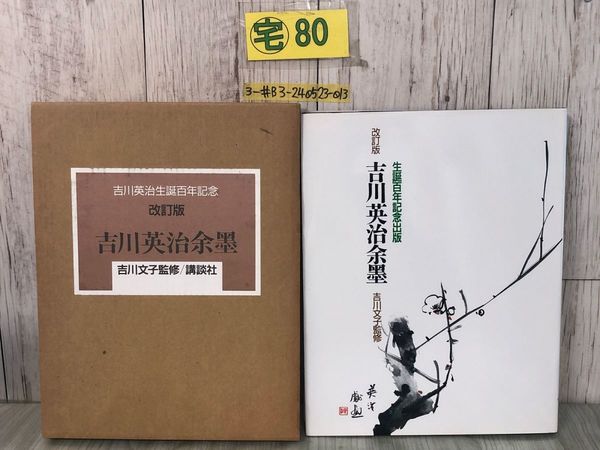 宅 80
3-#B3-240523-013
吉川英治生誕百年記念
改訂版
吉川英治余墨
吉川文子監修/講談社
生誕百年記念出版
改訂版
吉川英治余墨
吉川文子監修
英治